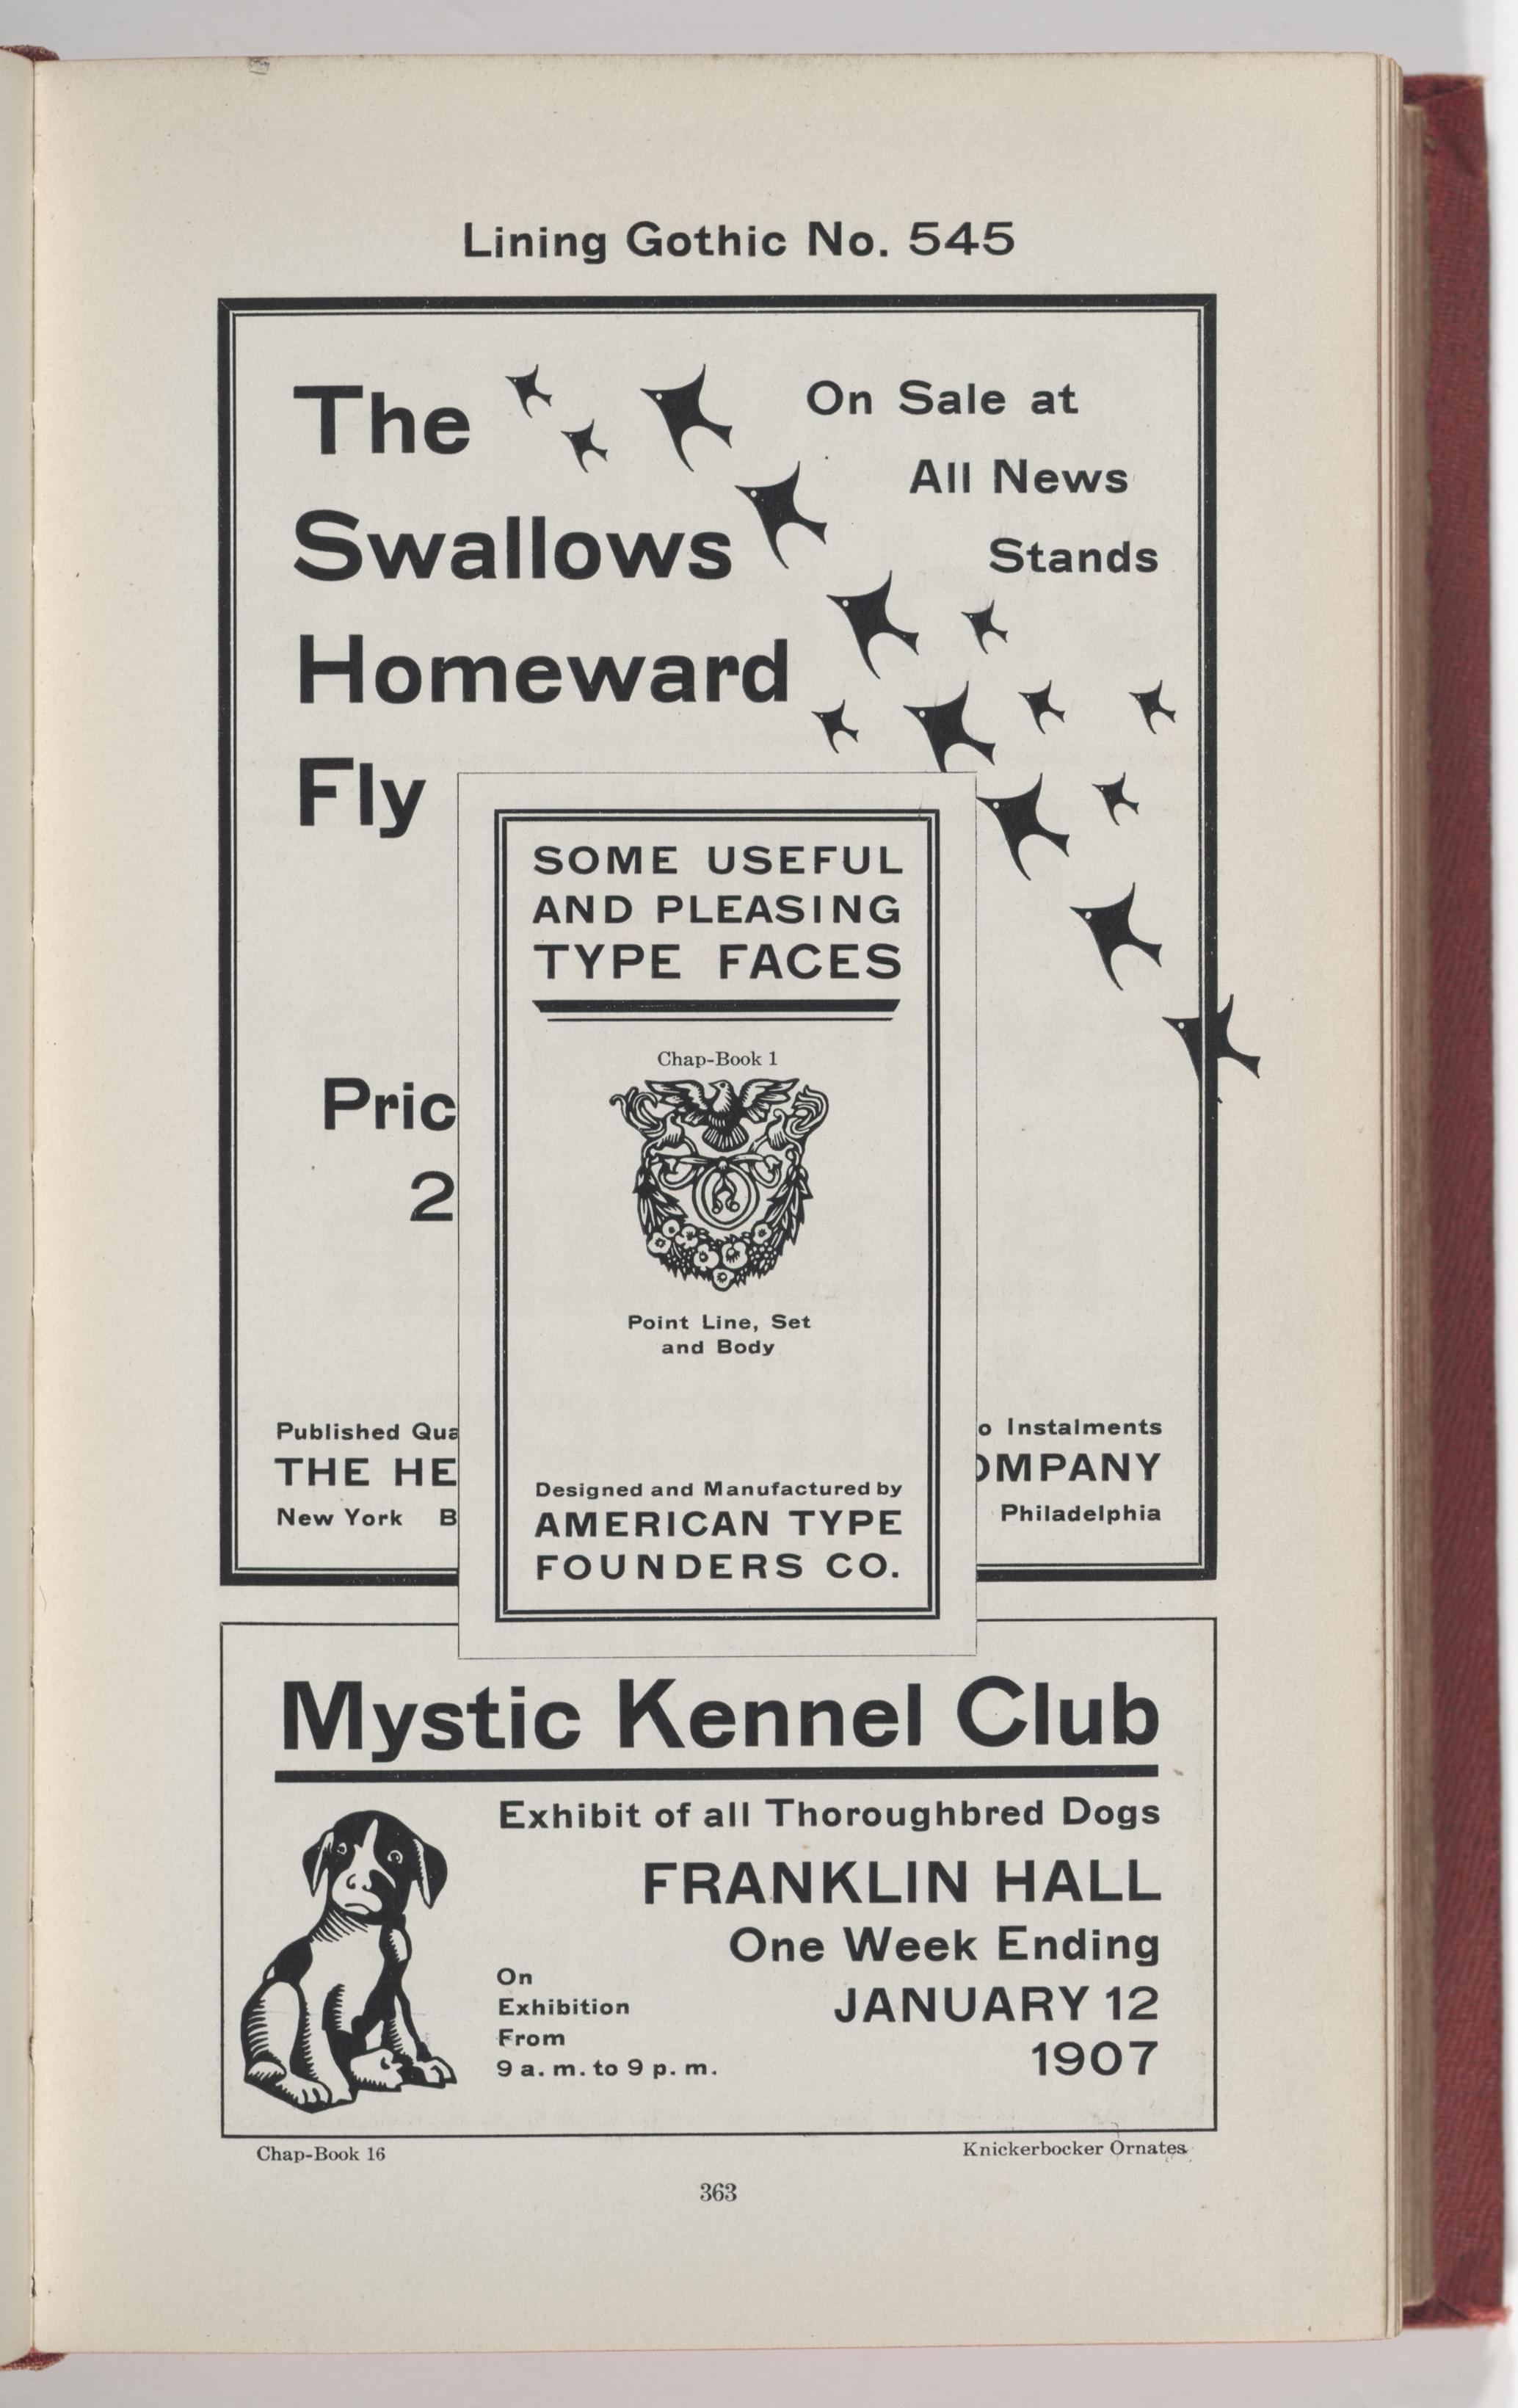 Lining Gothic No. 545
The
Swallows
Homeward
Fly
On Sale at
All News
Stands
Pric
2
Published Qua
THE HE
New York B
o Instalments
OMPANY
Philadelphia
SOME USEFUL
AND PLEASING
TYPE FACES
Chap-Book 1
Point Line, Set
and Body
Designed and Manufactured by
AMERICAN TYPE
FOUNDERS CO.
Mystic Kennel Club
Exhibit of all Thoroughbred Dogs
FRANKLIN HALL
One Week Ending
JANUARY 12
1907
On
Exhibition
From
9 a. m. to 9 p. m.
Chap-Book 16
Knickerbocker Ornates
363